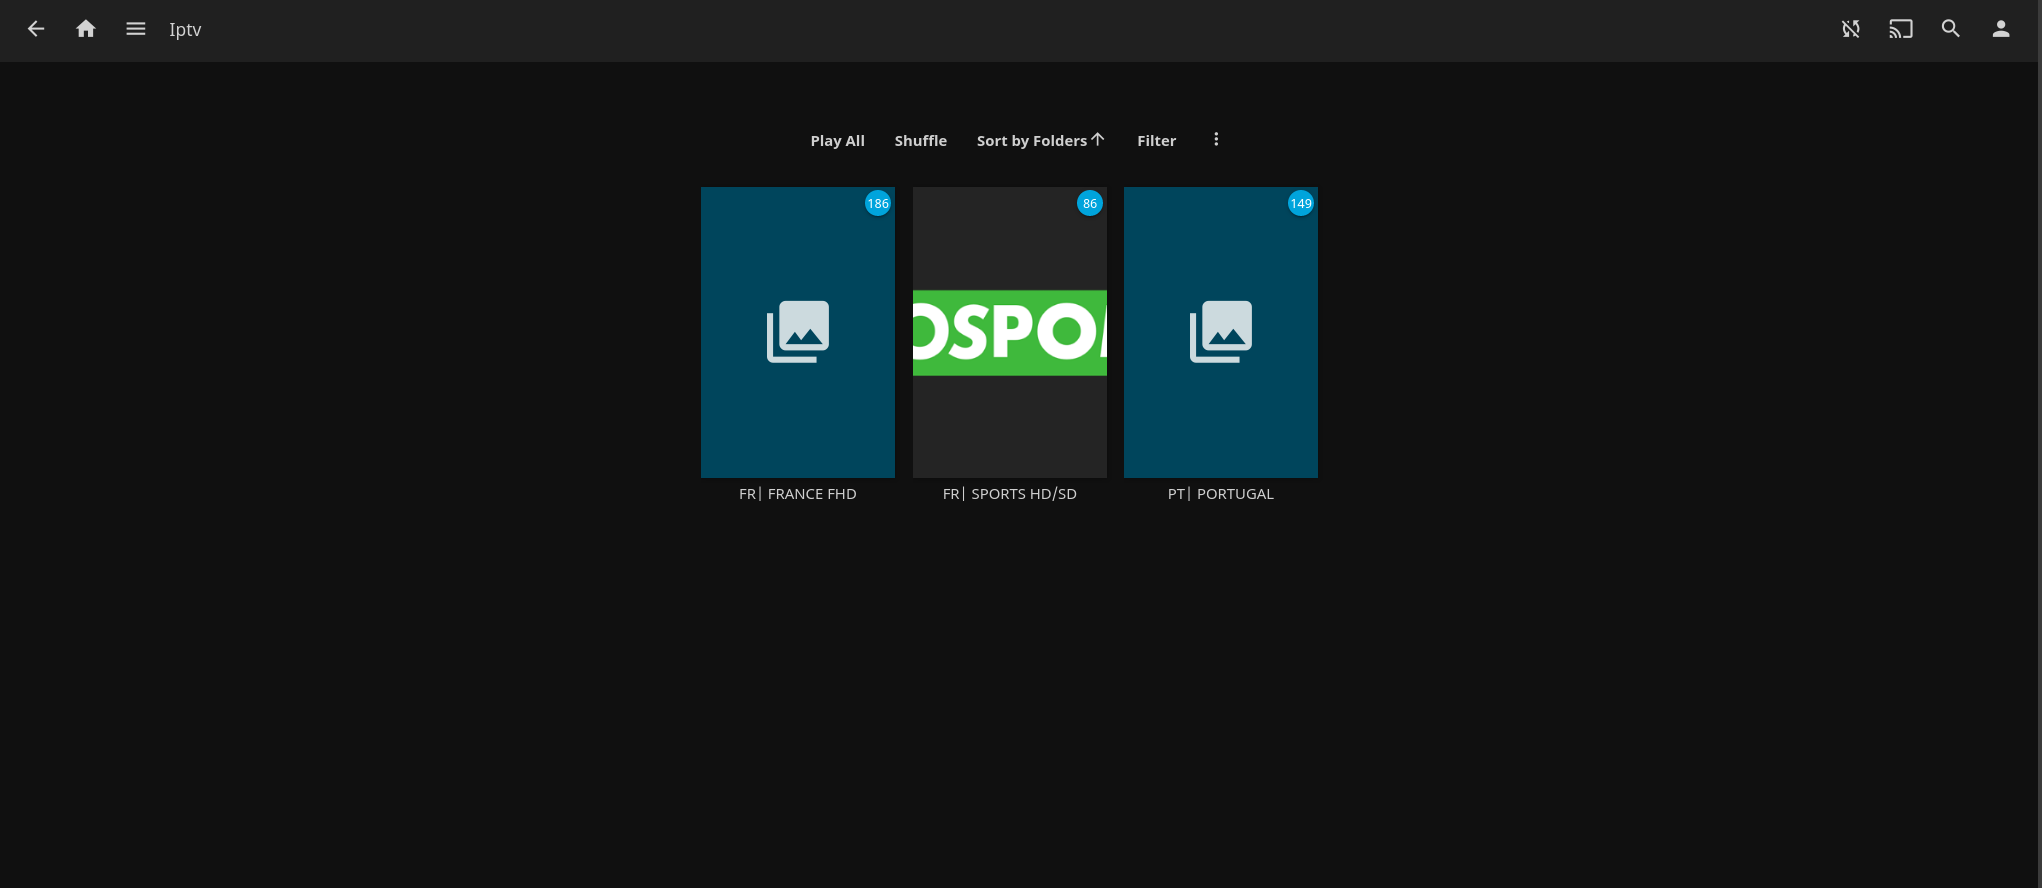 Iptv
Play All Shuffle Sort by Folders Filter
186 86 149
OSPO
FR| FRANCE FHD FR| SPORTS HD/SD PT| PORTUGAL